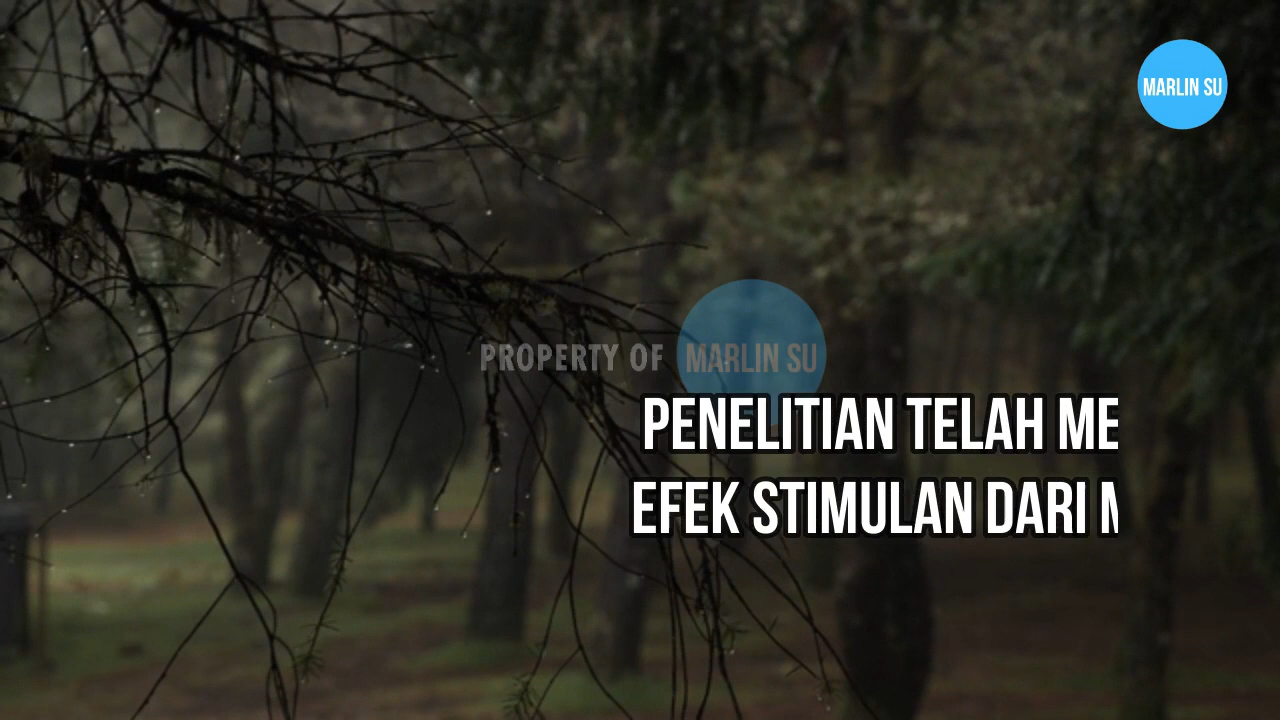 MARLIN SU
PROPERTY OF MARLIN SU
PENELITIAN TELAH ME
EFEK STIMULAN DARI